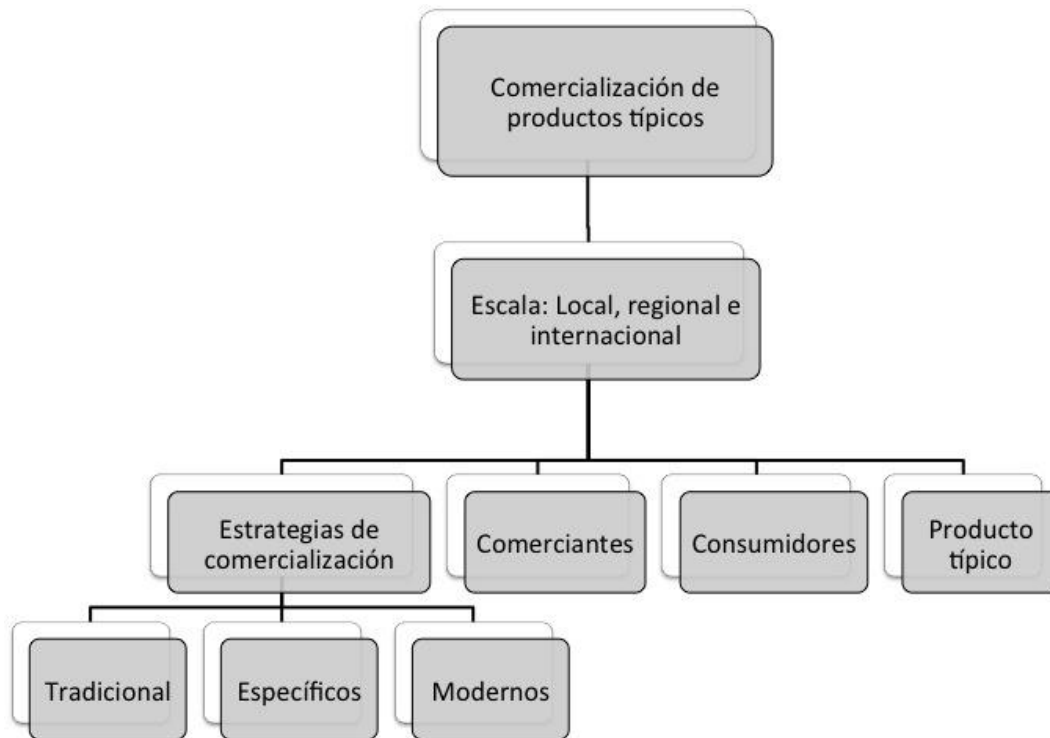 Comercialización de
productos típicos
Escala: Local, regional e
internacional
Estrategias de
comercialización
Comerciantes
Consumidores
Producto
típico
Tradicional
Específicos
Modernos